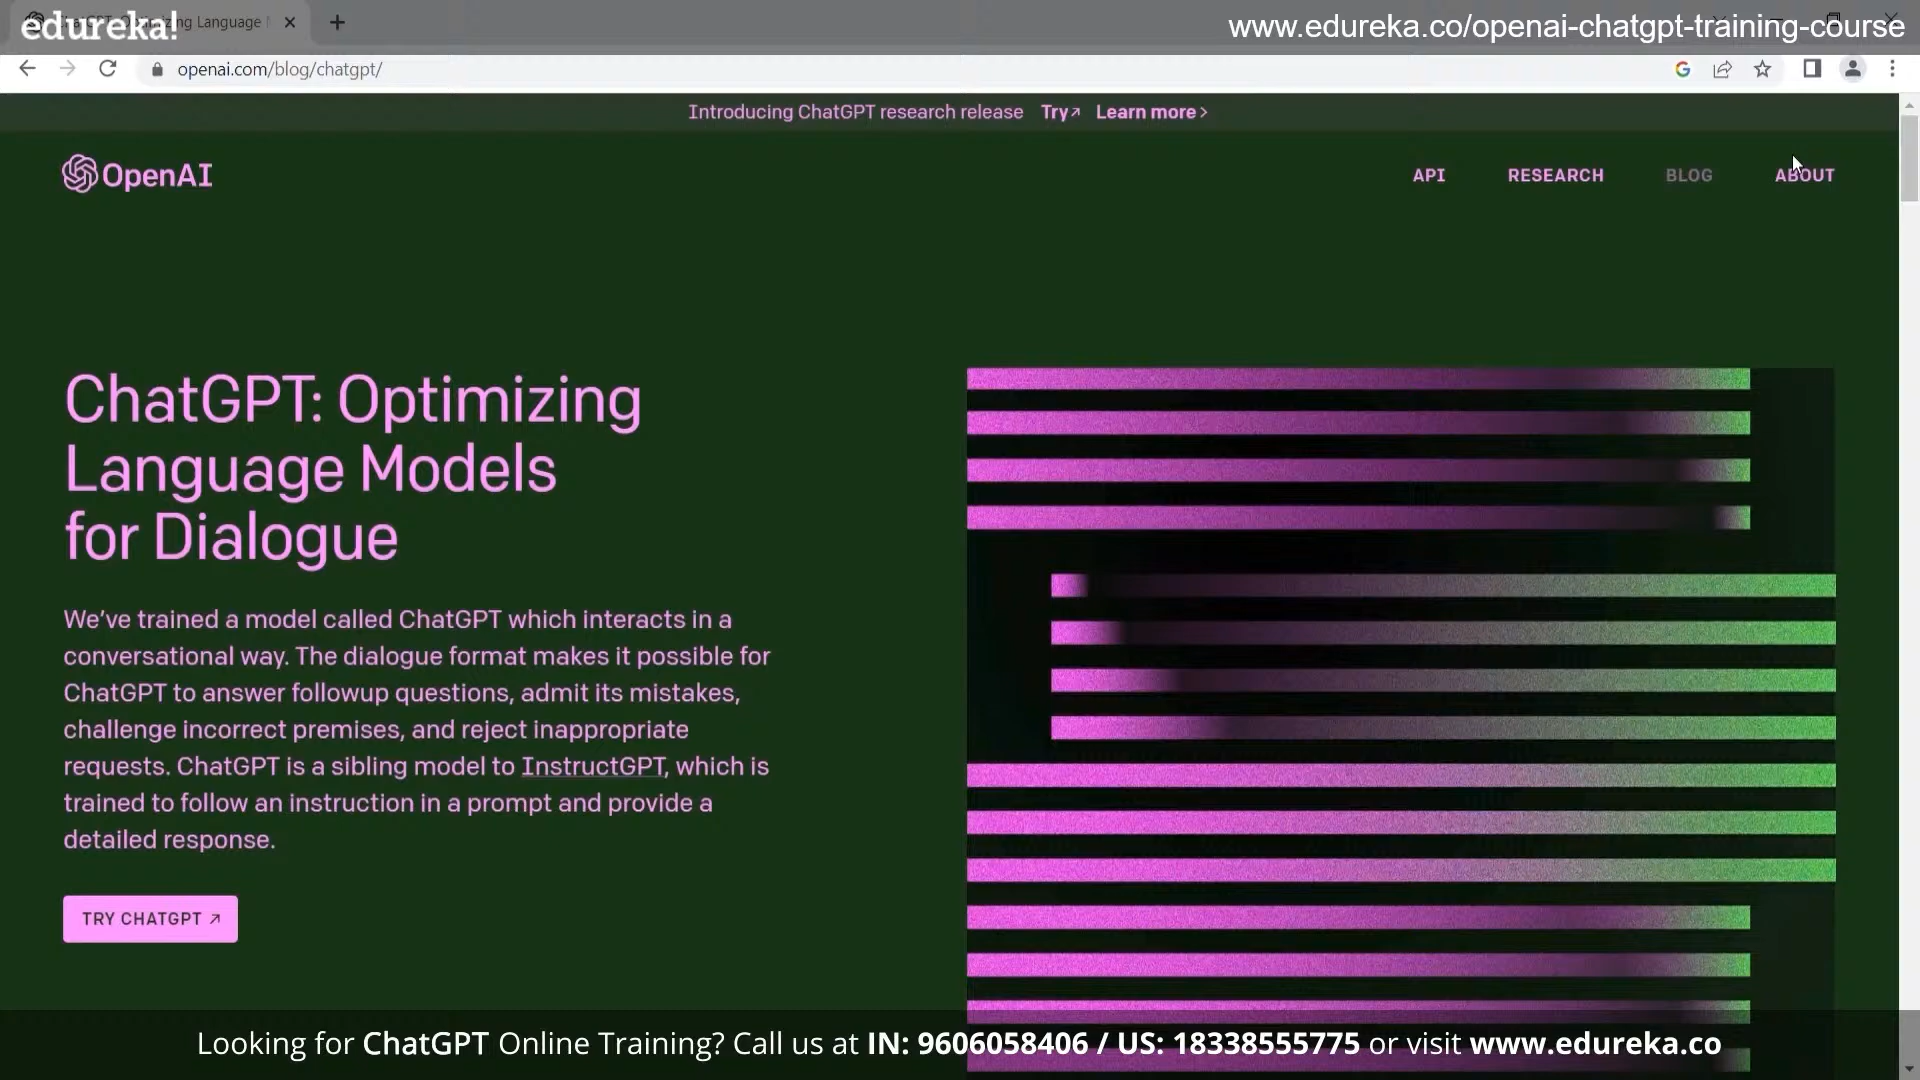 edureka!
zing Language
www.edureka.co/openai-chatgpt-training-course
openai.com/blog/chatgpt/
Introducing ChatGPT research release Try↗ Learn more >
OpenAI
API RESEARCH BLOG ABOUT
ChatGPT: Optimizing
Language Models
for Dialogue
We’ve trained a model called ChatGPT which interacts in a
conversational way. The dialogue format makes it possible for
ChatGPT to answer followup questions, admit its mistakes,
challenge incorrect premises, and reject inappropriate
requests. ChatGPT is a sibling model to InstructGPT, which is
trained to follow an instruction in a prompt and provide a
detailed response.
TRY CHATGPT ↗
Looking for ChatGPT Online Training? Call us at IN: 9606058406 / US: 18338555775 or visit www.edureka.co